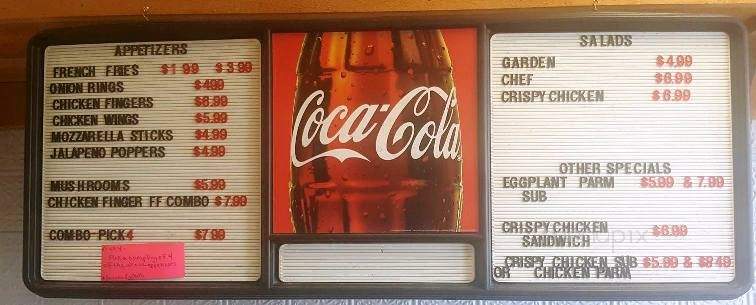 APPETIZERS
FRENCH FRIES $1 99 $3 99
ONION RINGS $499
CHICKEN FINGERS $6.99
CHICKEN WINGS $5.99
MOZZARELLA STICKS $4.99
JALAPENO POPPERS $4.99
MUSHROOMS $5.99
CHICKEN FINGER FF COMBO $7.99
COMBO PICK4 $7 99
Coca-Cola
SALADS
GARDEN $4.99
CHEF $6.99
CRISPY CHICKEN $6.99
OTHER SPECIALS
EGGPLANT PARM $5.99 & 7.99
SUB
CRISPY CHICKEN $6.99
SANDWICH
CRISPY CHICKEN SUB $5.99 & $8.49
OR CHICKEN PARM